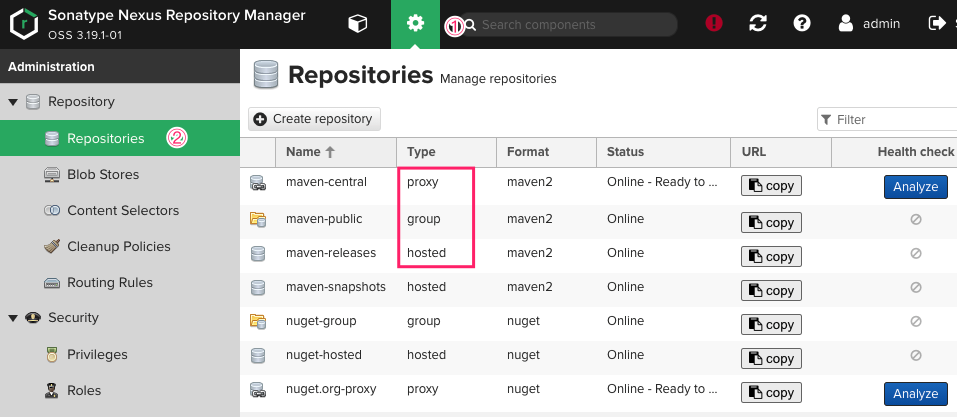 Sonatype Nexus Repository Manager
OSS 3.19.1-01
① Search components
admin
Administration
Repository
Repositories ②
Blob Stores
Content Selectors
Cleanup Policies
Routing Rules
Security
Privileges
Roles
Repositories Manage repositories
Create repository
Filter
Name Type Format Status URL Health check
maven-central proxy maven2 Online - Ready to ... copy Analyze
maven-public group maven2 Online copy
maven-releases hosted maven2 Online copy
maven-snapshots hosted maven2 Online copy
nuget-group group nuget Online copy
nuget-hosted hosted nuget Online copy
nuget.org-proxy proxy nuget Online - Ready to ... copy Analyze